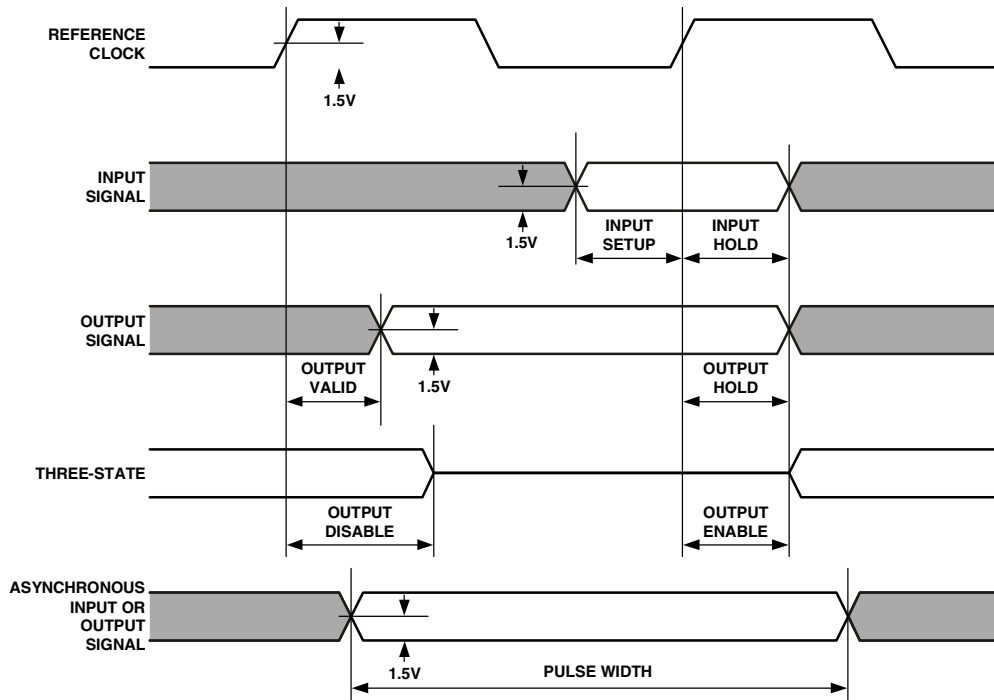 REFERENCE
CLOCK
1.5V
INPUT
SIGNAL
1.5V
INPUT
SETUP
INPUT
HOLD
OUTPUT
SIGNAL
OUTPUT
VALID
1.5V
OUTPUT
HOLD
THREE-STATE
OUTPUT
DISABLE
OUTPUT
ENABLE
ASYNCHRONOUS
INPUT OR
OUTPUT
SIGNAL
1.5V
PULSE WIDTH